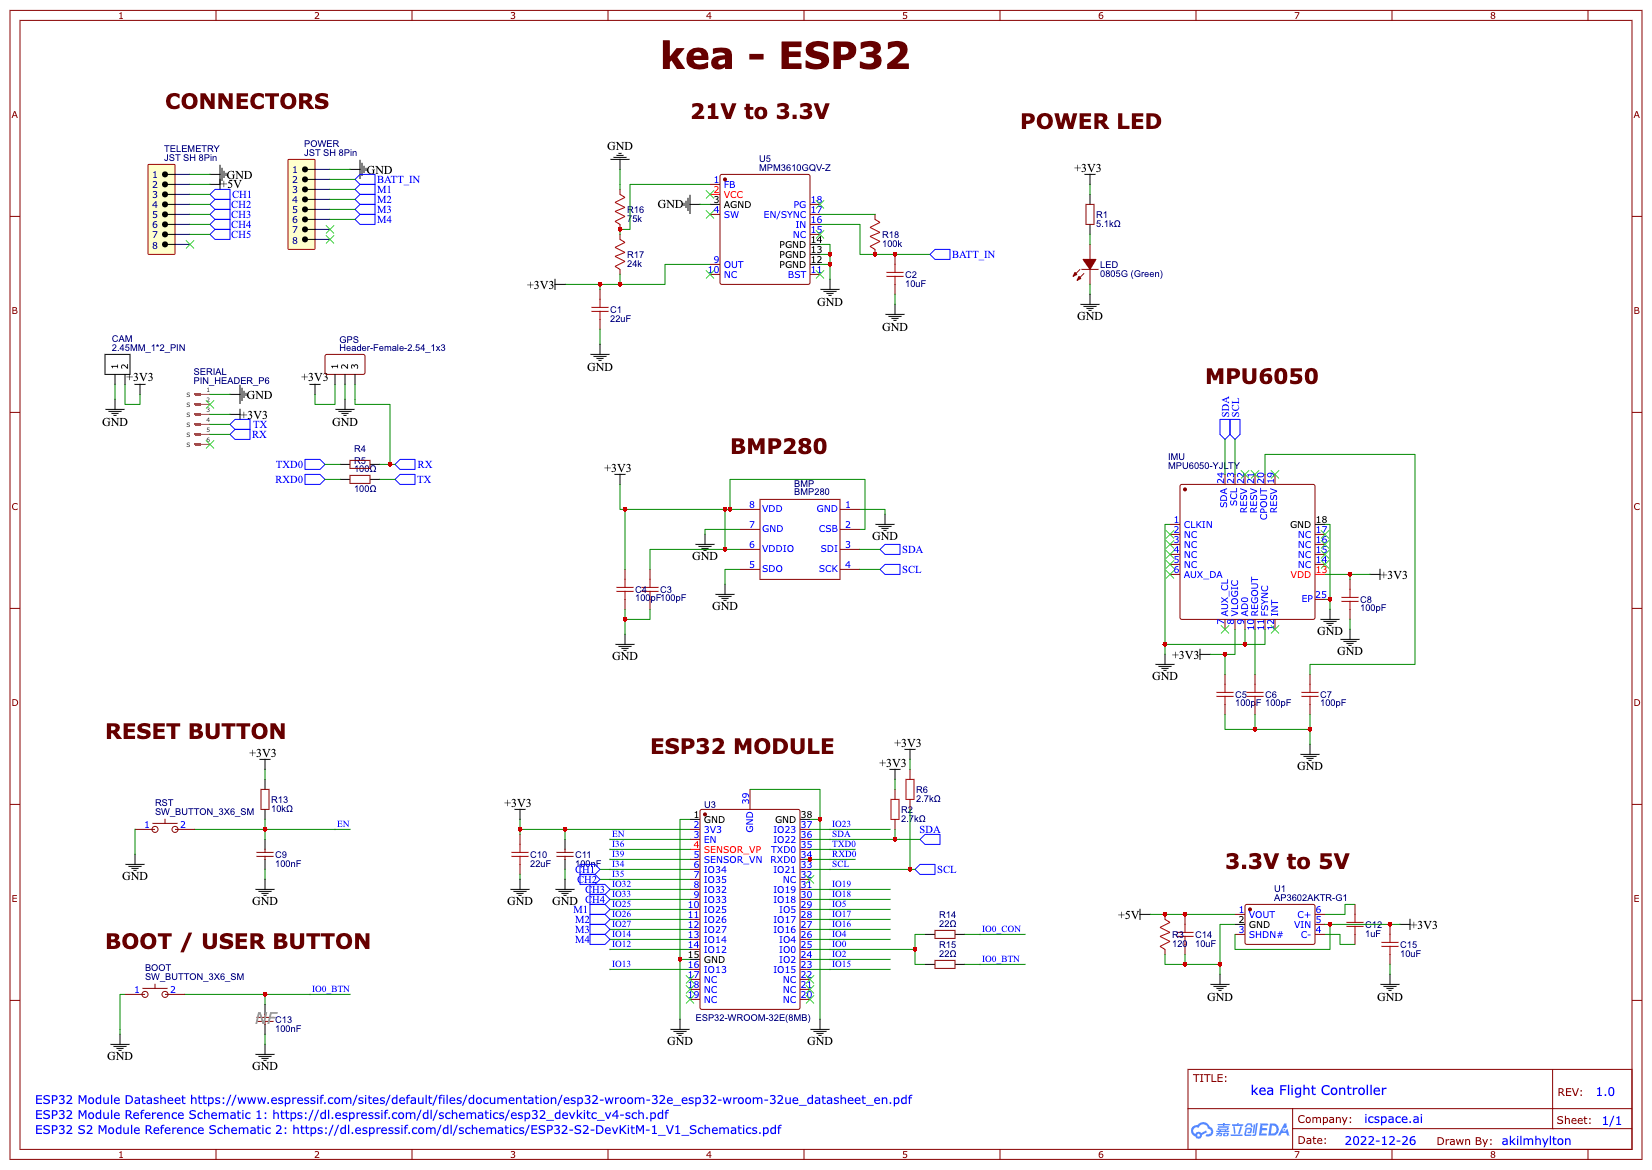 kea - ESP32
CONNECTORS
TELEMETRY
JST SH 8Pin
1
2
3
4
5
6
7
8
GND
+5V
CH1
CH2
CH3
CH4
CH5
POWER
JST SH 8Pin
1
2
3
4
5
6
7
8
GND
BATT_IN
M1
M2
M3
M4
21V to 3.3V
GND
R16
75k
R17
24k
+3V3
C1
22uF
GND
GND
U5
MPM3610GQV-Z
1 FB
2 VCC
3 AGND
4 SW
9 OUT
10 NC
PG 18
EN/SYNC 17
IN 16
NC 15
PGND 14
PGND 13
PGND 12
BST 11
GND
R18
100k
BATT_IN
C2
10uF
GND
POWER LED
+3V3
R1
5.1kΩ
LED
0805G (Green)
GND
CAM
2.45MM_1*2_PIN
1 2
+3V3
GND
SERIAL
PIN_HEADER_P6
S 1
S 2
S 3
S 4
S 5
S 6
GND
+3V3
TX
RX
GPS
Header-Female-2.54_1x3
1 2 3
+3V3
GND
R4
100Ω
TXD0
RX
R5
100Ω
RXD0
TX
BMP280
+3V3
BMP
BMP280
8 VDD
7 GND
6 VDDIO
5 SDO
GND 1
CSB 2
SDI 3
SCK 4
GND
SDA
SCL
GND
GND
C4
100pF
C3
100pF
GND
MPU6050
SDA
SCL
IMU
MPU6050-YJLTY
24 SDA
23 SCL
22 RESV
21 RESV
20 CPOUT
19 RESV
1 CLKIN
2 NC
3 NC
4 NC
5 NC
6 AUX_DA
GND 18
NC 17
NC 16
NC 15
NC 14
VDD 13
EP 25
7 AUX_CL
8 VLOGIC
9 AD0
10 REGOUT
11 FSYNC
12 INT
+3V3
C8
100pF
GND
GND
+3V3
GND
C5
100pF
C6
100pF
C7
100pF
GND
RESET BUTTON
+3V3
R13
10kΩ
RST
SW_BUTTON_3X6_SM
1 2
EN
C9
100nF
GND
GND
BOOT / USER BUTTON
BOOT
SW_BUTTON_3X6_SM
1 2
IO0_BTN
C13
100nF
GND
GND
ESP32 MODULE
+3V3
C10
22uF
C11
100nF
GND
GND
EN
I36
I39
I34
I35
IO32
IO33
IO25
IO26
IO27
IO14
IO12
IO13
CH1
CH2
CH3
CH4
M1
M2
M3
M4
U3
39
GND
1 GND
2 3V3
3 EN
4 SENSOR_VP
5 SENSOR_VN
6 IO34
7 IO35
8 IO32
9 IO33
10 IO25
11 IO26
12 IO27
13 IO14
14 IO12
15 GND
16 IO13
17 NC
18 NC
19 NC
GND 38
IO23 37
IO22 36
TXD0 35
RXD0 34
IO21 33
NC 32
IO19 31
IO18 30
IO5 29
IO17 28
IO16 27
IO4 26
IO0 25
IO2 24
IO15 23
NC 22
NC 21
NC 20
ESP32-WROOM-32E(8MB)
GND
GND
IO23
SDA
TXD0
RXD0
SCL
IO19
IO18
IO5
IO17
IO16
IO4
IO0
IO2
IO15
+3V3
+3V3
R6
2.7kΩ
R2
2.7kΩ
SDA
SCL
R14
22Ω
IO0_CON
R15
22Ω
IO0_BTN
3.3V to 5V
U1
AP3602AKTR-G1
1 VOUT
2 GND
3 SHDN#
C+ 6
VIN 5
C- 4
+5V
R3
120
C14
10uF
GND
C12
1uF
+3V3
C15
10uF
GND
ESP32 Module Datasheet https://www.espressif.com/sites/default/files/documentation/esp32-wroom-32e_esp32-wroom-32ue_datasheet_en.pdf
ESP32 Module Reference Schematic 1: https://dl.espressif.com/dl/schematics/esp32_devkitc_v4-sch.pdf
ESP32 S2 Module Reference Schematic 2: https://dl.espressif.com/dl/schematics/ESP32-S2-DevKitM-1_V1_Schematics.pdf
TITLE:
kea Flight Controller
REV: 1.0
嘉立创EDA
Company: icspace.ai
Sheet: 1/1
Date: 2022-12-26 Drawn By: akilmhylton
1 2 3 4 5 6 7 8
A
B
C
D
E